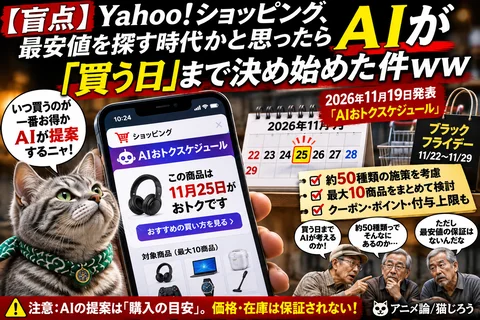 【盲点】Yahoo!ショッピング、
最安値を探す時代かと思ったらAIが
「買う日」まで決め始めた件ww
2026年11月19日発表
「AIおトクスケジュール」
いつ買うのが
一番お得か
AIが提案
するニャ!
10:24
ショッピング
AIおトクスケジュール
この商品は
11月25日が
おトクです
おすすめの買い方を見る >
対象商品(最大10商品)
2026年11月
22 23 24 25 26 27 28
29 30
ブラック
フライデー
11/22〜11/29
約50種類の施策を考慮
最大10商品をまとめて検討
クーポン・ポイント・付与上限も
買う日まで
AIが考える
のか!
約50種類って
そんなに
あるのか…
ただし
最安値の保証は
ないんだな
注意:AIの提案は「購入の目安」。価格・在庫は保証されない!
アニメ論/猫じろう